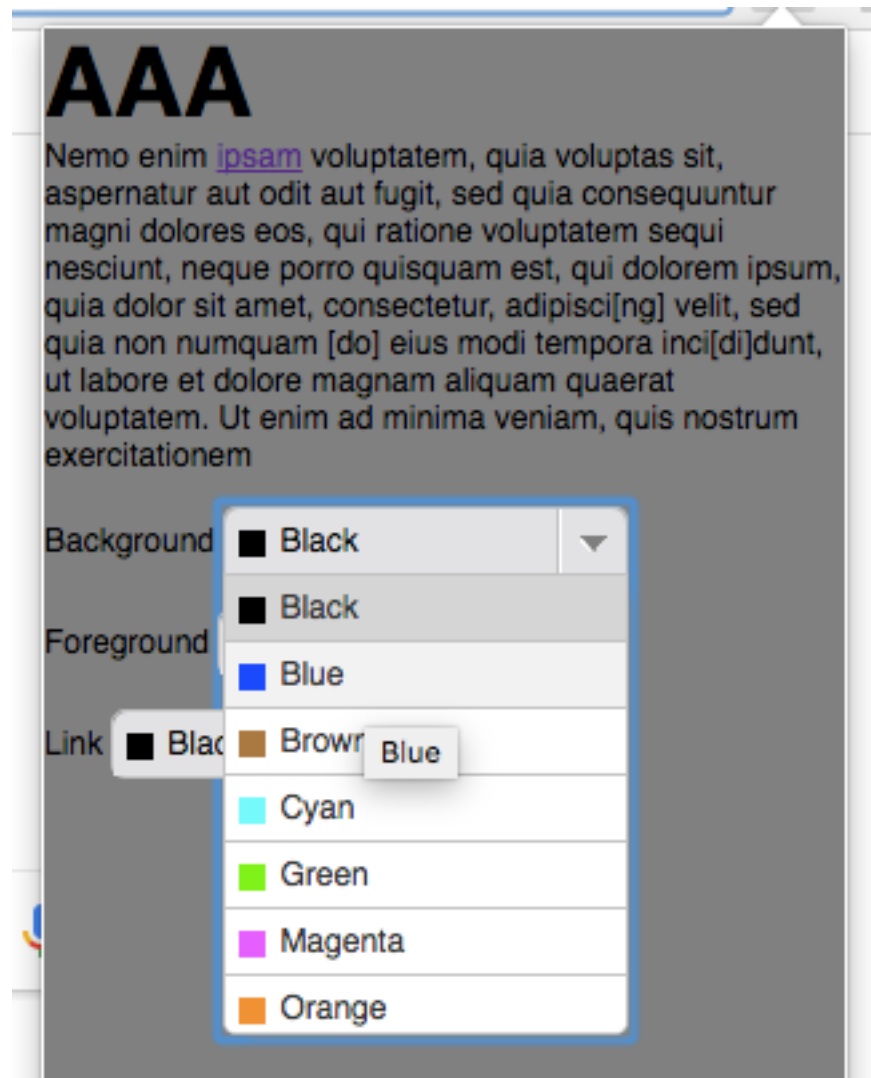 AAA
Nemo enim ipsam voluptatem, quia voluptas sit,
aspernatur aut odit aut fugit, sed quia consequuntur
magni dolores eos, qui ratione voluptatem sequi
nesciunt, neque porro quisquam est, qui dolorem ipsum,
quia dolor sit amet, consectetur, adipisci[ng] velit, sed
quia non numquam [do] eius modi tempora inci[di]dunt,
ut labore et dolore magnam aliquam quaerat
voluptatem. Ut enim ad minima veniam, quis nostrum
exercitationem
Background Black
Black
Foreground
Blue
Link Blac
Brown
Blue
Cyan
Green
Magenta
Orange